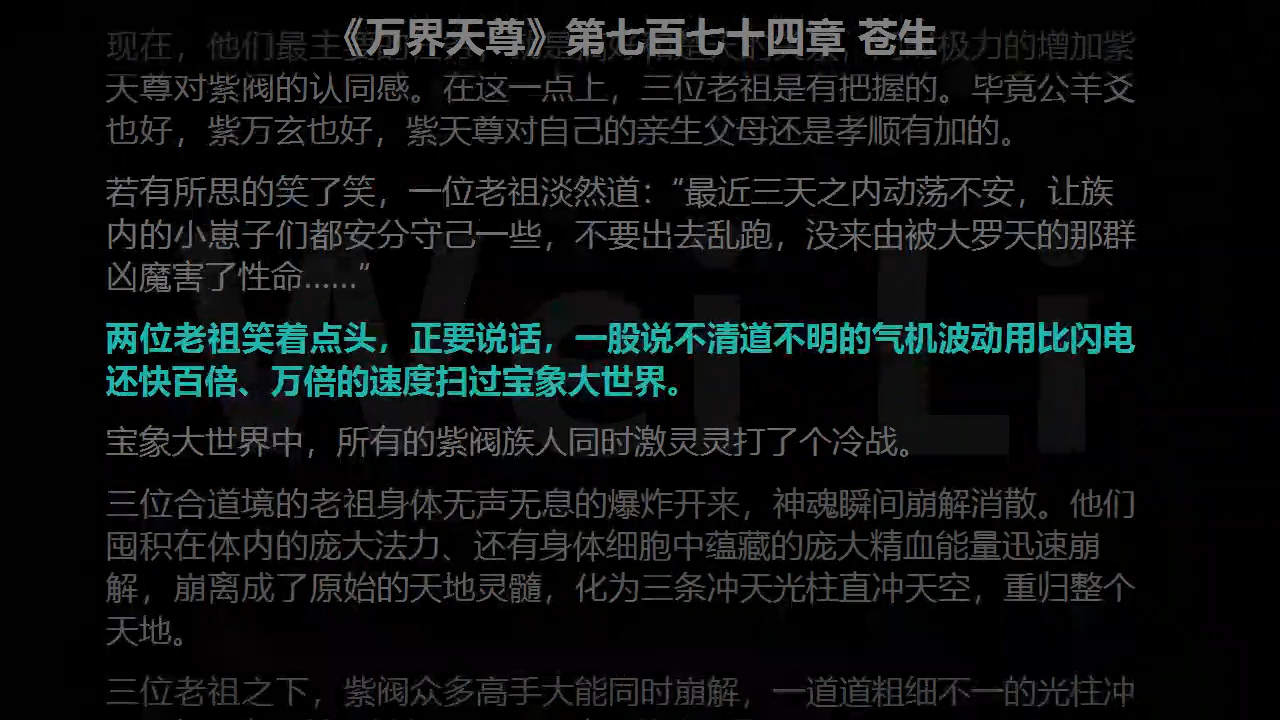 《万界天尊》第七百七十四章 苍生
现在，他们最主要的
极力的增加紫
天尊对紫阀的认同感。在这一点上，三位老祖是有把握的。毕竟公羊爻
也好，紫万玄也好，紫天尊对自己的亲生父母还是孝顺有加的。
若有所思的笑了笑，一位老祖淡然道：“最近三天之内动荡不安，让族
内的小崽子们都安分守己一些，不要出去乱跑，没来由被大罗天的那群
凶魔害了性命……”
两位老祖笑着点头，正要说话，一股说不清道不明的气机波动用比闪电
还快百倍、万倍的速度扫过宝象大世界。
宝象大世界中，所有的紫阀族人同时激灵灵打了个冷战。
三位合道境的老祖身体无声无息的爆炸开来，神魂瞬间崩解消散。他们
囤积在体内的庞大法力、还有身体细胞中蕴藏的庞大精血能量迅速崩
解，崩离成了原始的天地灵髓，化为三条冲天光柱直冲天空，重归整个
天地。
三位老祖之下，紫阀众多高手大能同时崩解，一道道粗细不一的光柱冲
Wei Li